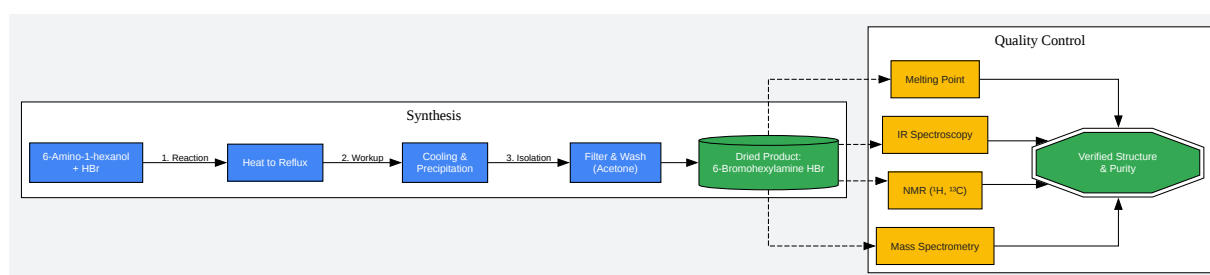 Quality Control
Melting Point
Synthesis
IR Spectroscopy
6-Amino-1-hexanol
+ HBr
1. Reaction
Heat to Reflux
2. Workup
Cooling &
Precipitation
3. Isolation
Filter & Wash
(Acetone)
Dried Product:
6-Bromohexylamine HBr
Verified Structure
& Purity
NMR (¹H, ¹³C)
Mass Spectrometry